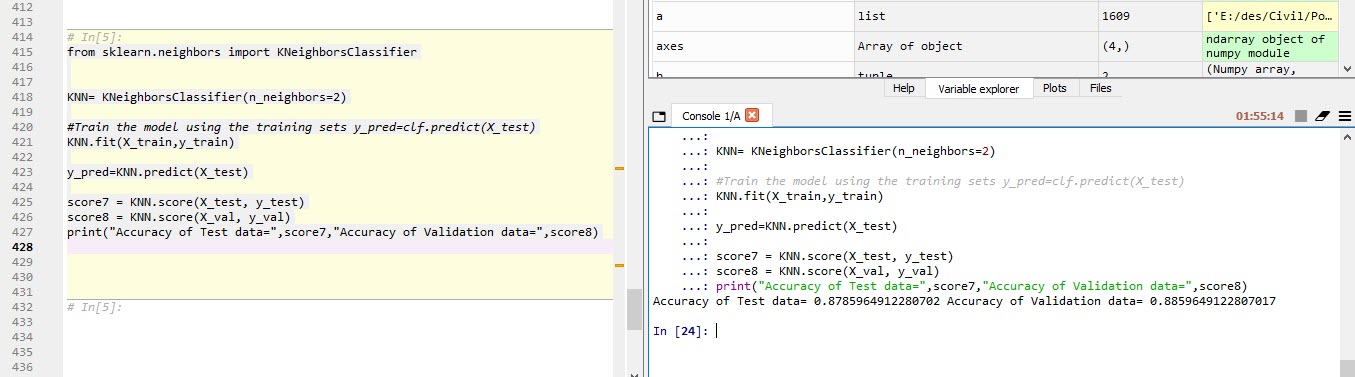 412
413
414 # In[5]:
415 from sklearn.neighbors import KNeighborsClassifier
416
417
418 KNN= KNeighborsClassifier(n_neighbors=2)
419
420 #Train the model using the training sets y_pred=clf.predict(X_test)
421 KNN.fit(X_train,y_train)
422
423 y_pred=KNN.predict(X_test)
424
425 score7 = KNN.score(X_test, y_test)
426 score8 = KNN.score(X_val, y_val)
427 print("Accuracy of Test data=",score7,"Accuracy of Validation data=",score8)
428
429
430
431
432 # In[5]:
433
434
435
436
a list 1609 ['E:/des/Civil/Po…
axes Array of object (4,) ndarray object of
numpy module
b tuple 2 (Numpy array,
Help Variable explorer Plots Files
Console 1/A 01:55:14
...:
...: KNN= KNeighborsClassifier(n_neighbors=2)
...:
...: #Train the model using the training sets y_pred=clf.predict(X_test)
...: KNN.fit(X_train,y_train)
...:
...: y_pred=KNN.predict(X_test)
...:
...: score7 = KNN.score(X_test, y_test)
...: score8 = KNN.score(X_val, y_val)
...: print("Accuracy of Test data=",score7,"Accuracy of Validation data=",score8)
Accuracy of Test data= 0.8785964912280702 Accuracy of Validation data= 0.8859649122807017
In [24]: